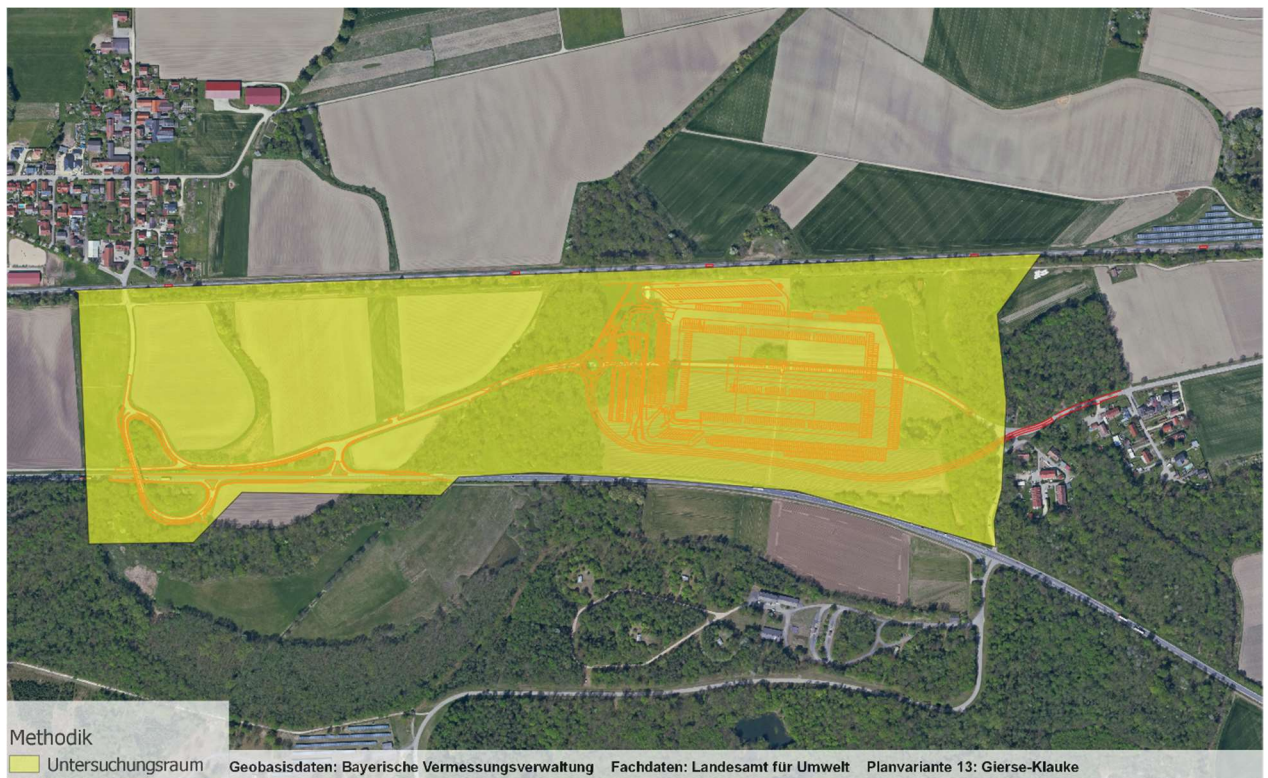 Methodik
Untersuchungsraum
Geobasisdaten: Bayerische Vermessungsverwaltung Fachdaten: Landesamt für Umwelt Planvariante 13: Gierse-Klauke